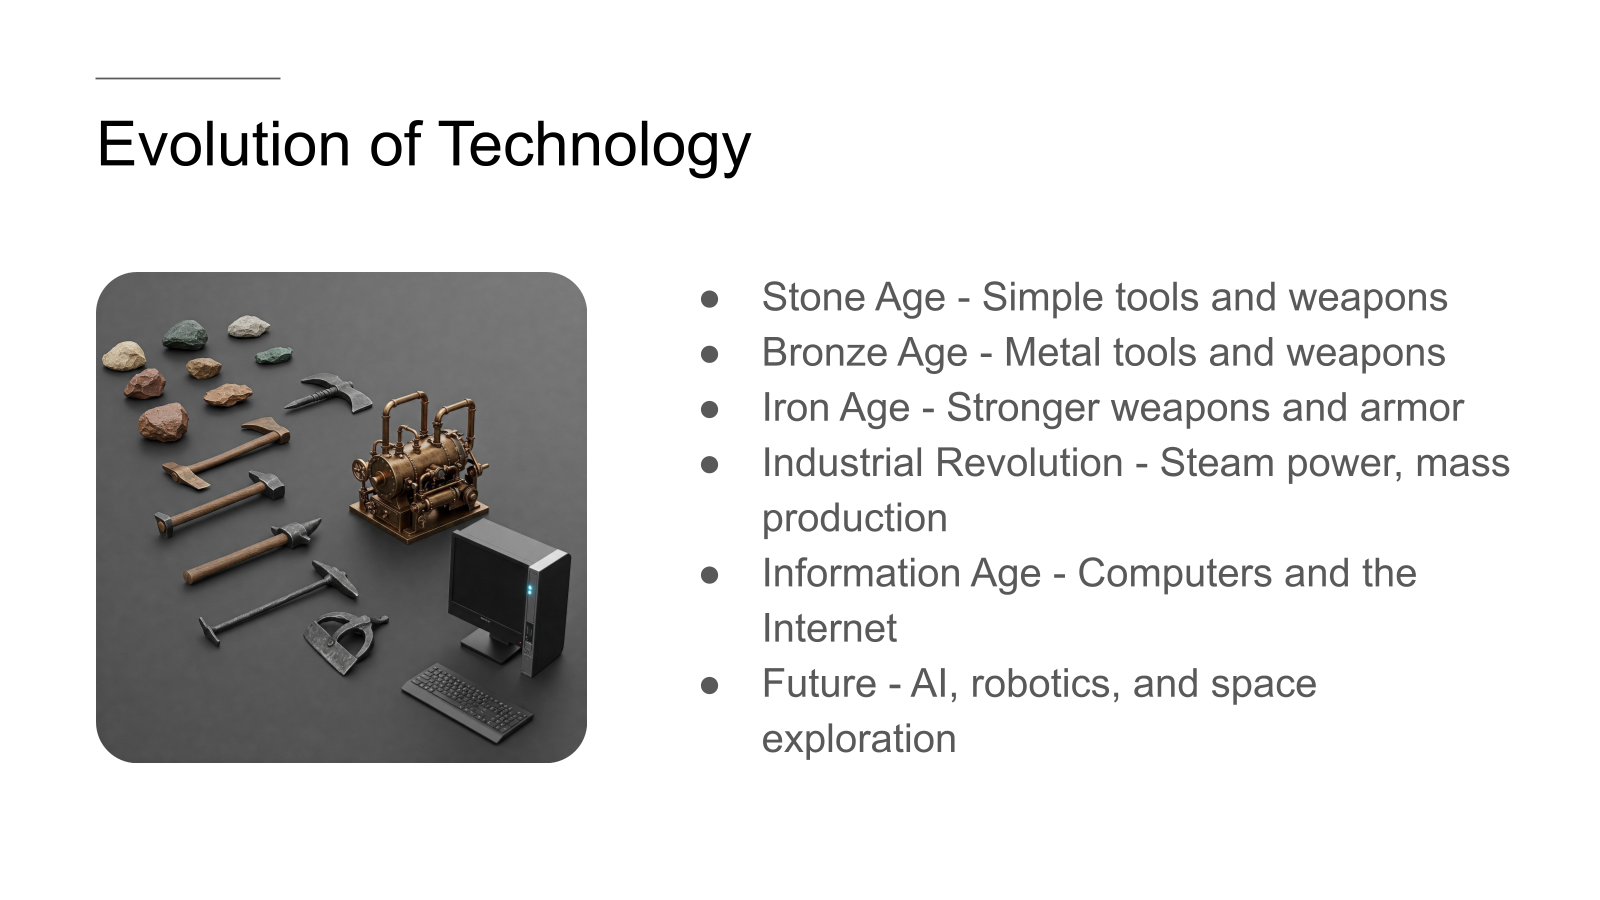 Evolution of Technology
● Stone Age - Simple tools and weapons
● Bronze Age - Metal tools and weapons
● Iron Age - Stronger weapons and armor
● Industrial Revolution - Steam power, mass
production
● Information Age - Computers and the
Internet
● Future - AI, robotics, and space
exploration